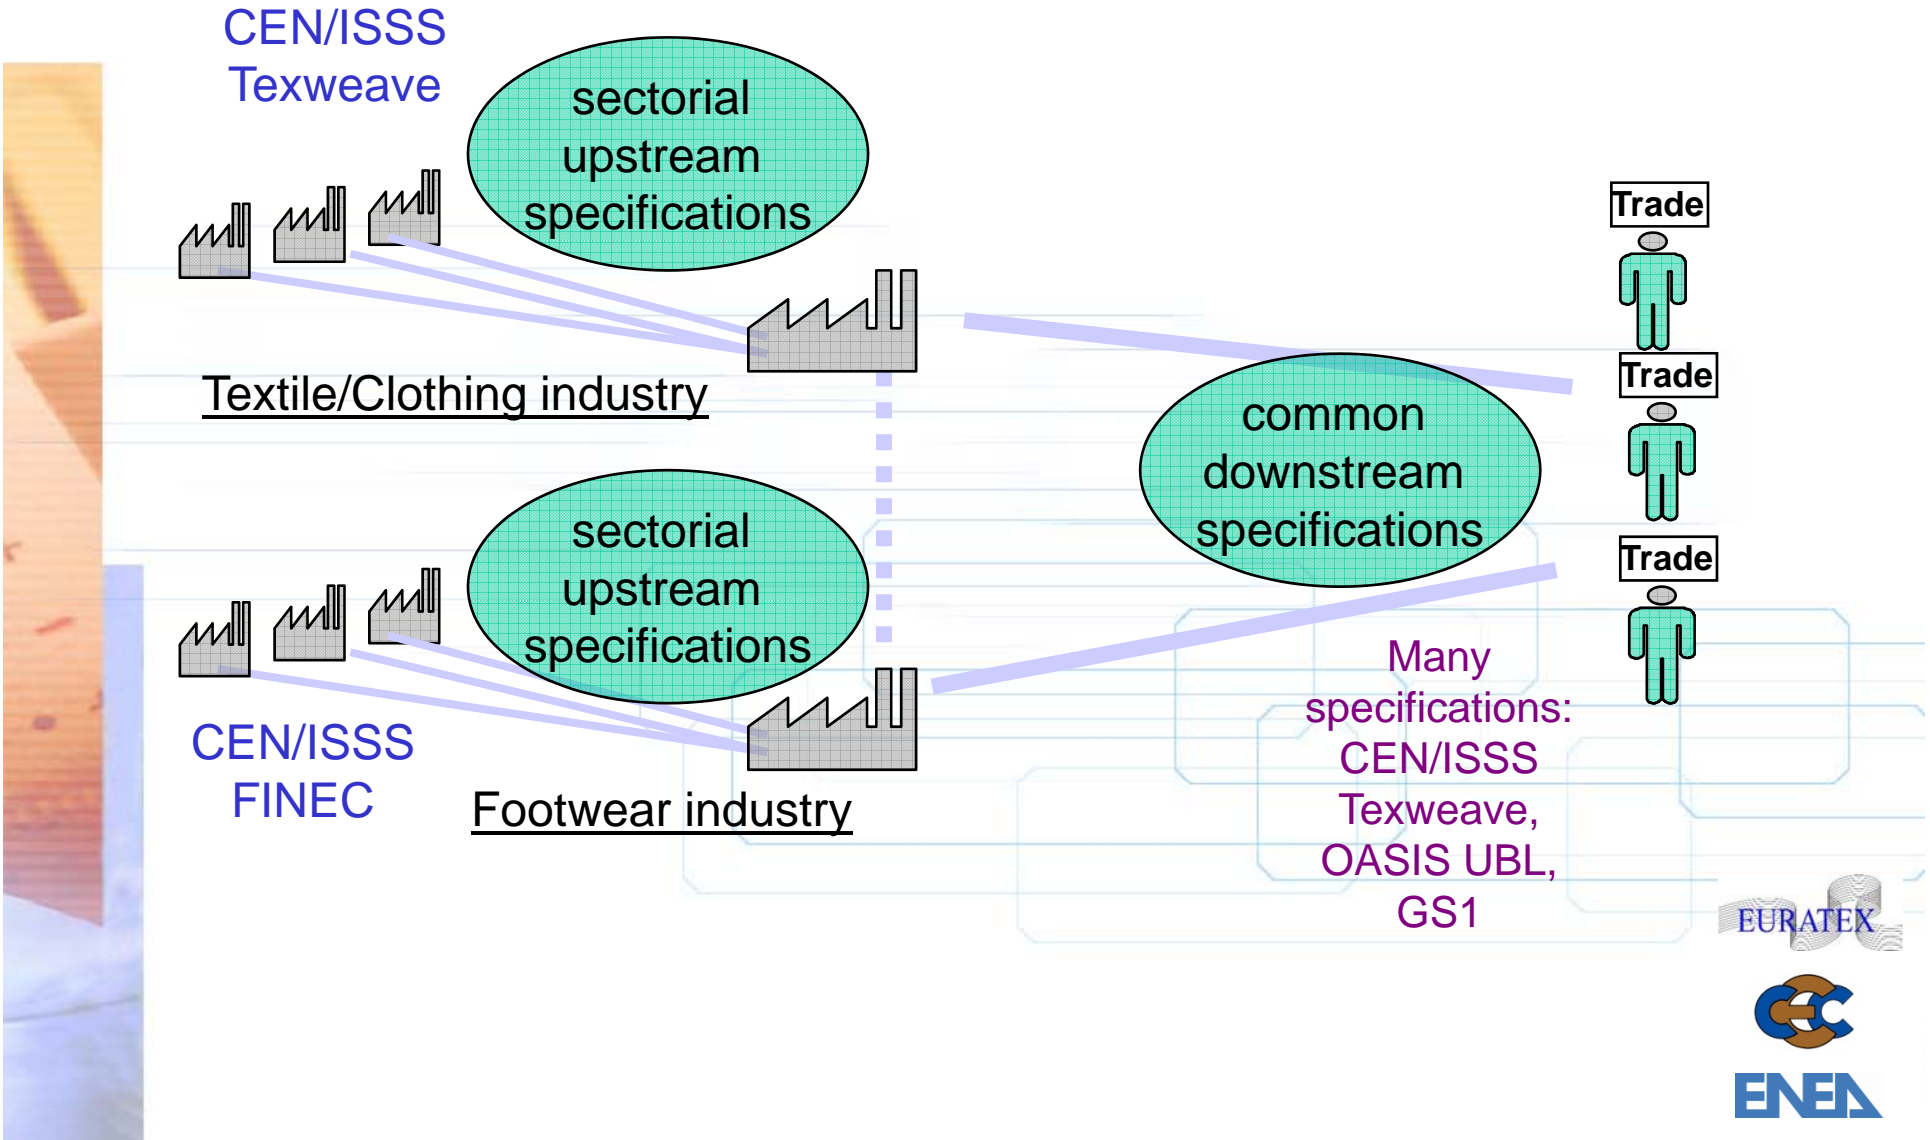 CEN/ISSS
Texweave
sectorial
upstream
specifications
Trade
Textile/Clothing industry
Trade
common
downstream
specifications
sectorial
upstream
specifications
Trade
CEN/ISSS
FINEC
Footwear industry
Many
specifications:
CEN/ISSS
Texweave,
OASIS UBL,
GS1
EURATEX
CEC
ENEA